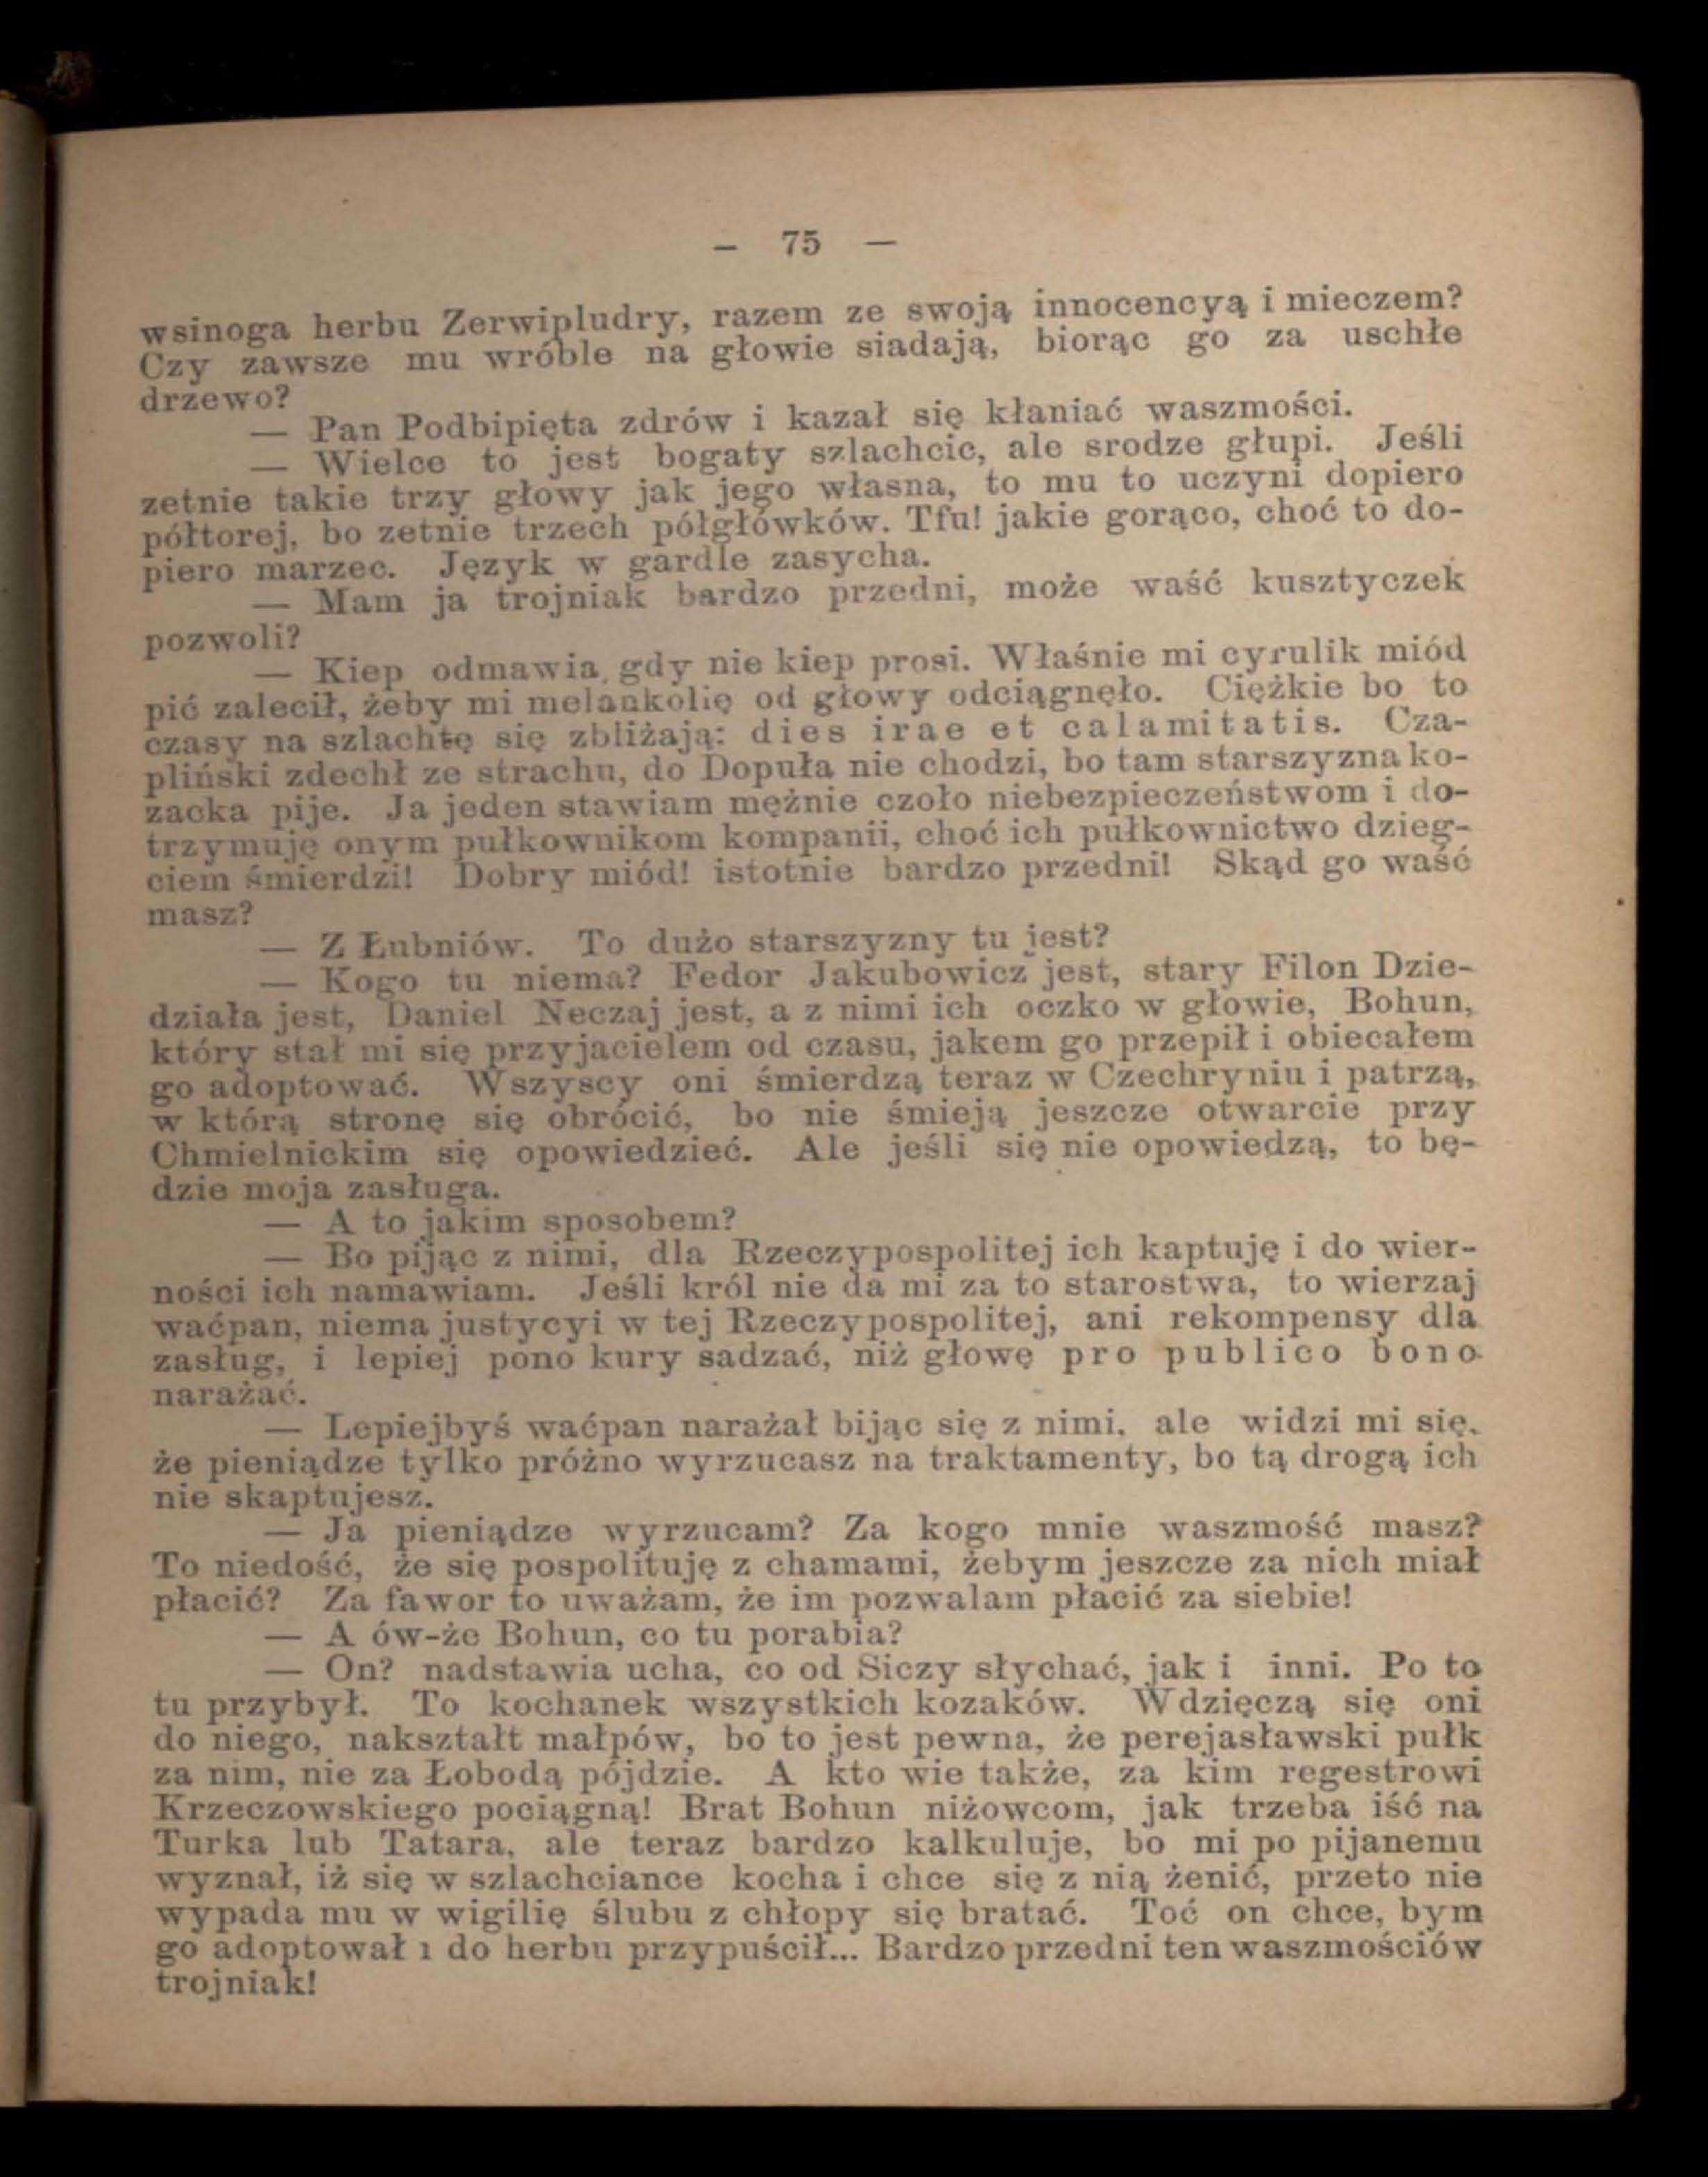 — 75 —
wsinoga herbu Zerwipludry, razem ze swoją innocencyą i mieczem?
Czy zawsze mu wróble na głowie siadają, biorąc go za uschłe
drzewo?
— Pan Podbipięta zdrów i kazał się kłaniać waszmości.
— Wielce to jest bogaty szlachcic, ale srodze głupi. Jeśli
zetnie takie trzy głowy jak jego własna, to mu to uczyni dopiero
półtorej, bo zetnie trzech półgłówków. Tfu! jakie gorąco, choć to do-
piero marzec. Język w gardle zasycha.
— Mam ja trojniak bardzo przedni, może waść kusztyczek
pozwoli?
— Kiep odmawia, gdy nie kiep prosi. Właśnie mi cyrulik miód
pić zalecił, żeby mi melankolię od głowy odciągnęło. Ciężkie bo to
czasy na szlachtę się zbliżają: dies irae et calamitatis. Cza-
pliński zdechł ze strachu, do Dopuła nie chodzi, bo tam starszyzna ko-
zacka pije. Ja jeden stawiam mężnie czoło niebezpieczeństwom i do-
trzymuję onym pułkownikom kompanii, choć ich pułkownictwo dzieg-
ciem śmierdzi! Dobry miód! istotnie bardzo przedni! Skąd go waść
masz?
— Z Łubniów. To dużo starszyzny tu jest?
— Kogo tu niema? Fedor Jakubowicz jest, stary Filon Dzie-
działa jest, Daniel Neczaj jest, a z nimi ich oczko w głowie, Bohun,
który stał mi się przyjacielem od czasu, jakem go przepił i obiecałem
go adoptować. Wszyscy oni śmierdzą teraz w Czechryniu i patrzą,
w którą stronę się obrócić, bo nie śmieją jeszcze otwarcie przy
Chmielnickim się opowiedzieć. Ale jeśli się nie opowiedzą, to bę-
dzie moja zasługa.
— A to jakim sposobem?
— Bo pijąc z nimi, dla Rzeczypospolitej ich kaptuję i do wier-
ności ich namawiam. Jeśli król nie da mi za to starostwa, to wierzaj
waćpan, niema justycyi w tej Rzeczypospolitej, ani rekompensy dla
zasług, i lepiej pono kury sadzać, niż głowę pro publico bono
narażać.
— Lepiejbyś waćpan narażał bijąc się z nimi, ale widzi mi się,
że pieniądze tylko próżno wyrzucasz na traktamenty, bo tą drogą ich
nie skaptujesz.
— Ja pieniądze wyrzucam? Za kogo mnie waszmość masz?
To niedość, że się pospolituję z chamami, żebym jeszcze za nich miał
płacić? Za fawor to uważam, że im pozwalam płacić za siebie!
— A ów-że Bohun, co tu porabia?
— On? nadstawia ucha, co od Siczy słychać, jak i inni. Po to
tu przybył. To kochanek wszystkich kozaków. Wdzięczą się oni
do niego, nakształt małpów, bo to jest pewna, że perejasławski pułk
za nim, nie za Łobodą pójdzie. A kto wie także, za kim regestrowi
Krzeczowskiego pociągną! Brat Bohun niżowcom, jak trzeba iść na
Turka lub Tatara, ale teraz bardzo kalkuluje, bo mi po pijanemu
wyznał, iż się w szlachciance kocha i chce się z nią żenić, przeto nie
wypada mu w wigilię ślubu z chłopy się bratać. Toć on chce, bym
go adoptował i do herbu przypuścił... Bardzo przedni ten waszmościów
trojniak!